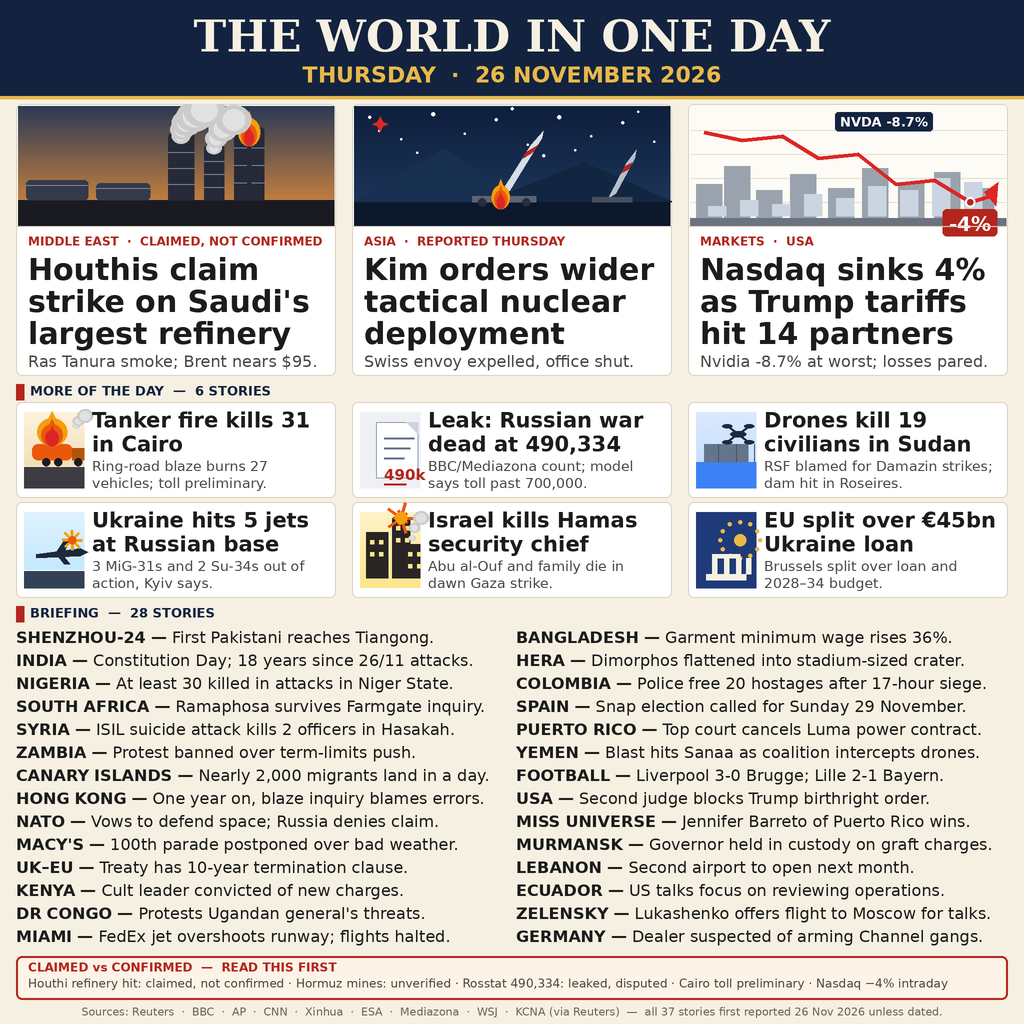 THE WORLD IN ONE DAY
THURSDAY · 26 NOVEMBER 2026
MIDDLE EAST · CLAIMED, NOT CONFIRMED
Houthis claim
strike on Saudi's
largest refinery
Ras Tanura smoke; Brent nears $95.
ASIA · REPORTED THURSDAY
Kim orders wider
tactical nuclear
deployment
Swiss envoy expelled, office shut.
NVDA -8.7%
-4%
MARKETS · USA
Nasdaq sinks 4%
as Trump tariffs
hit 14 partners
Nvidia -8.7% at worst; losses pared.
MORE OF THE DAY — 6 STORIES
Tanker fire kills 31
in Cairo
Ring-road blaze burns 27
vehicles; toll preliminary.
490k
Leak: Russian war
dead at 490,334
BBC/Mediazona count; model
says toll past 700,000.
Drones kill 19
civilians in Sudan
RSF blamed for Damazin strikes;
dam hit in Roseires.
Ukraine hits 5 jets
at Russian base
3 MiG-31s and 2 Su-34s out of
action, Kyiv says.
Israel kills Hamas
security chief
Abu al-Ouf and family die in
dawn Gaza strike.
EU split over €45bn
Ukraine loan
Brussels split over loan and
2028–34 budget.
BRIEFING — 28 STORIES
SHENZHOU-24 — First Pakistani reaches Tiangong.
INDIA — Constitution Day; 18 years since 26/11 attacks.
NIGERIA — At least 30 killed in attacks in Niger State.
SOUTH AFRICA — Ramaphosa survives Farmgate inquiry.
SYRIA — ISIL suicide attack kills 2 officers in Hasakah.
ZAMBIA — Protest banned over term-limits push.
CANARY ISLANDS — Nearly 2,000 migrants land in a day.
HONG KONG — One year on, blaze inquiry blames errors.
NATO — Vows to defend space; Russia denies claim.
MACY'S — 100th parade postponed over bad weather.
UK–EU — Treaty has 10-year termination clause.
KENYA — Cult leader convicted of new charges.
DR CONGO — Protests Ugandan general's threats.
MIAMI — FedEx jet overshoots runway; flights halted.
BANGLADESH — Garment minimum wage rises 36%.
HERA — Dimorphos flattened into stadium-sized crater.
COLOMBIA — Police free 20 hostages after 17-hour siege.
SPAIN — Snap election called for Sunday 29 November.
PUERTO RICO — Top court cancels Luma power contract.
YEMEN — Blast hits Sanaa as coalition intercepts drones.
FOOTBALL — Liverpool 3-0 Brugge; Lille 2-1 Bayern.
USA — Second judge blocks Trump birthright order.
MISS UNIVERSE — Jennifer Barreto of Puerto Rico wins.
MURMANSK — Governor held in custody on graft charges.
LEBANON — Second airport to open next month.
ECUADOR — US talks focus on reviewing operations.
ZELENSKY — Lukashenko offers flight to Moscow for talks.
GERMANY — Dealer suspected of arming Channel gangs.
CLAIMED vs CONFIRMED — READ THIS FIRST
Houthi refinery hit: claimed, not confirmed · Hormuz mines: unverified · Rosstat 490,334: leaked, disputed · Cairo toll preliminary · Nasdaq −4% intraday
Sources: Reuters · BBC · AP · CNN · Xinhua · ESA · Mediazona · WSJ · KCNA (via Reuters) — all 37 stories first reported 26 Nov 2026 unless dated.